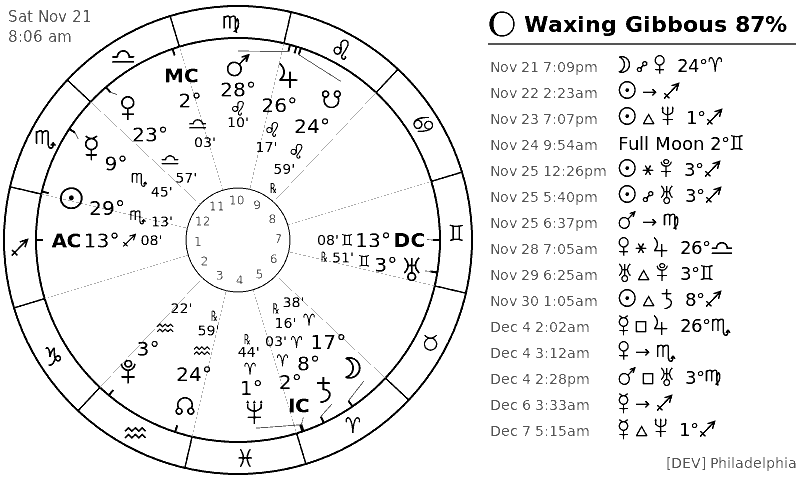 Sat Nov 21
8:06 am
♍
♎
♌
♏
♋
♐
♊
♑
♉
♒
♈
♓
MC
2°
♎
03'
♂
28°
♌
10'
♃
26°
♌
17'
☋
24°
♌
59'
℞
♀
23°
♎
57'
☿
9°
♏
45'
☉ 29° ♏ 13'
AC 13° ♐ 08'
08' ♊ 13° DC
℞ 51' ♊ 3° ♅
1
2
3
4
5
6
7
8
9
10
11
12
22'
♒
3°
♇
℞
59'
♒
24°
☊
℞
44'
♈
1°
♆
03' ♈
2°
IC
℞ 38'
♈
8°
♄
16' ♈
17°
☽
Waxing Gibbous 87%
Nov 21 7:09pm ☽ ☍ ♀ 24°♈
Nov 22 2:23am ☉ → ♐
Nov 23 7:07pm ☉ △ ♆ 1°♐
Nov 24 9:54am Full Moon 2°♊
Nov 25 12:26pm ☉ ⚹ ♇ 3°♐
Nov 25 5:40pm ☉ ☍ ♅ 3°♐
Nov 25 6:37pm ♂ → ♍
Nov 28 7:05am ♀ ⚹ ♃ 26°♎
Nov 29 6:25am ♅ △ ♇ 3°♊
Nov 30 1:05am ☉ △ ♄ 8°♐
Dec 4 2:02am ☿ □ ♃ 26°♏
Dec 4 3:12am ♀ → ♏
Dec 4 2:28pm ♂ □ ♅ 3°♍
Dec 6 3:33am ☿ → ♐
Dec 7 5:15am ☿ △ ♆ 1°♐
[DEV] Philadelphia